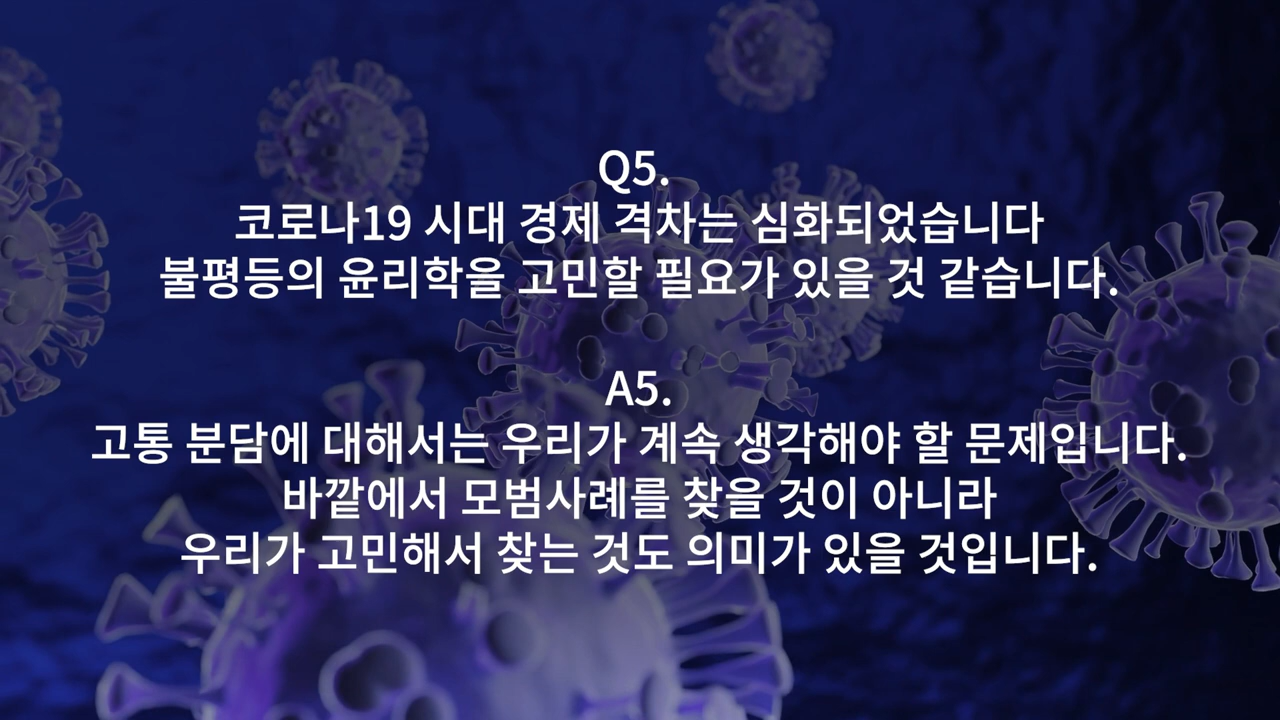 Q5.
코로나19 시대 경제 격차는 심화되었습니다
불평등의 윤리학을 고민할 필요가 있을 것 같습니다.
A5.
고통 분담에 대해서는 우리가 계속 생각해야 할 문제입니다.
바깥에서 모범사례를 찾을 것이 아니라
우리가 고민해서 찾는 것도 의미가 있을 것입니다.